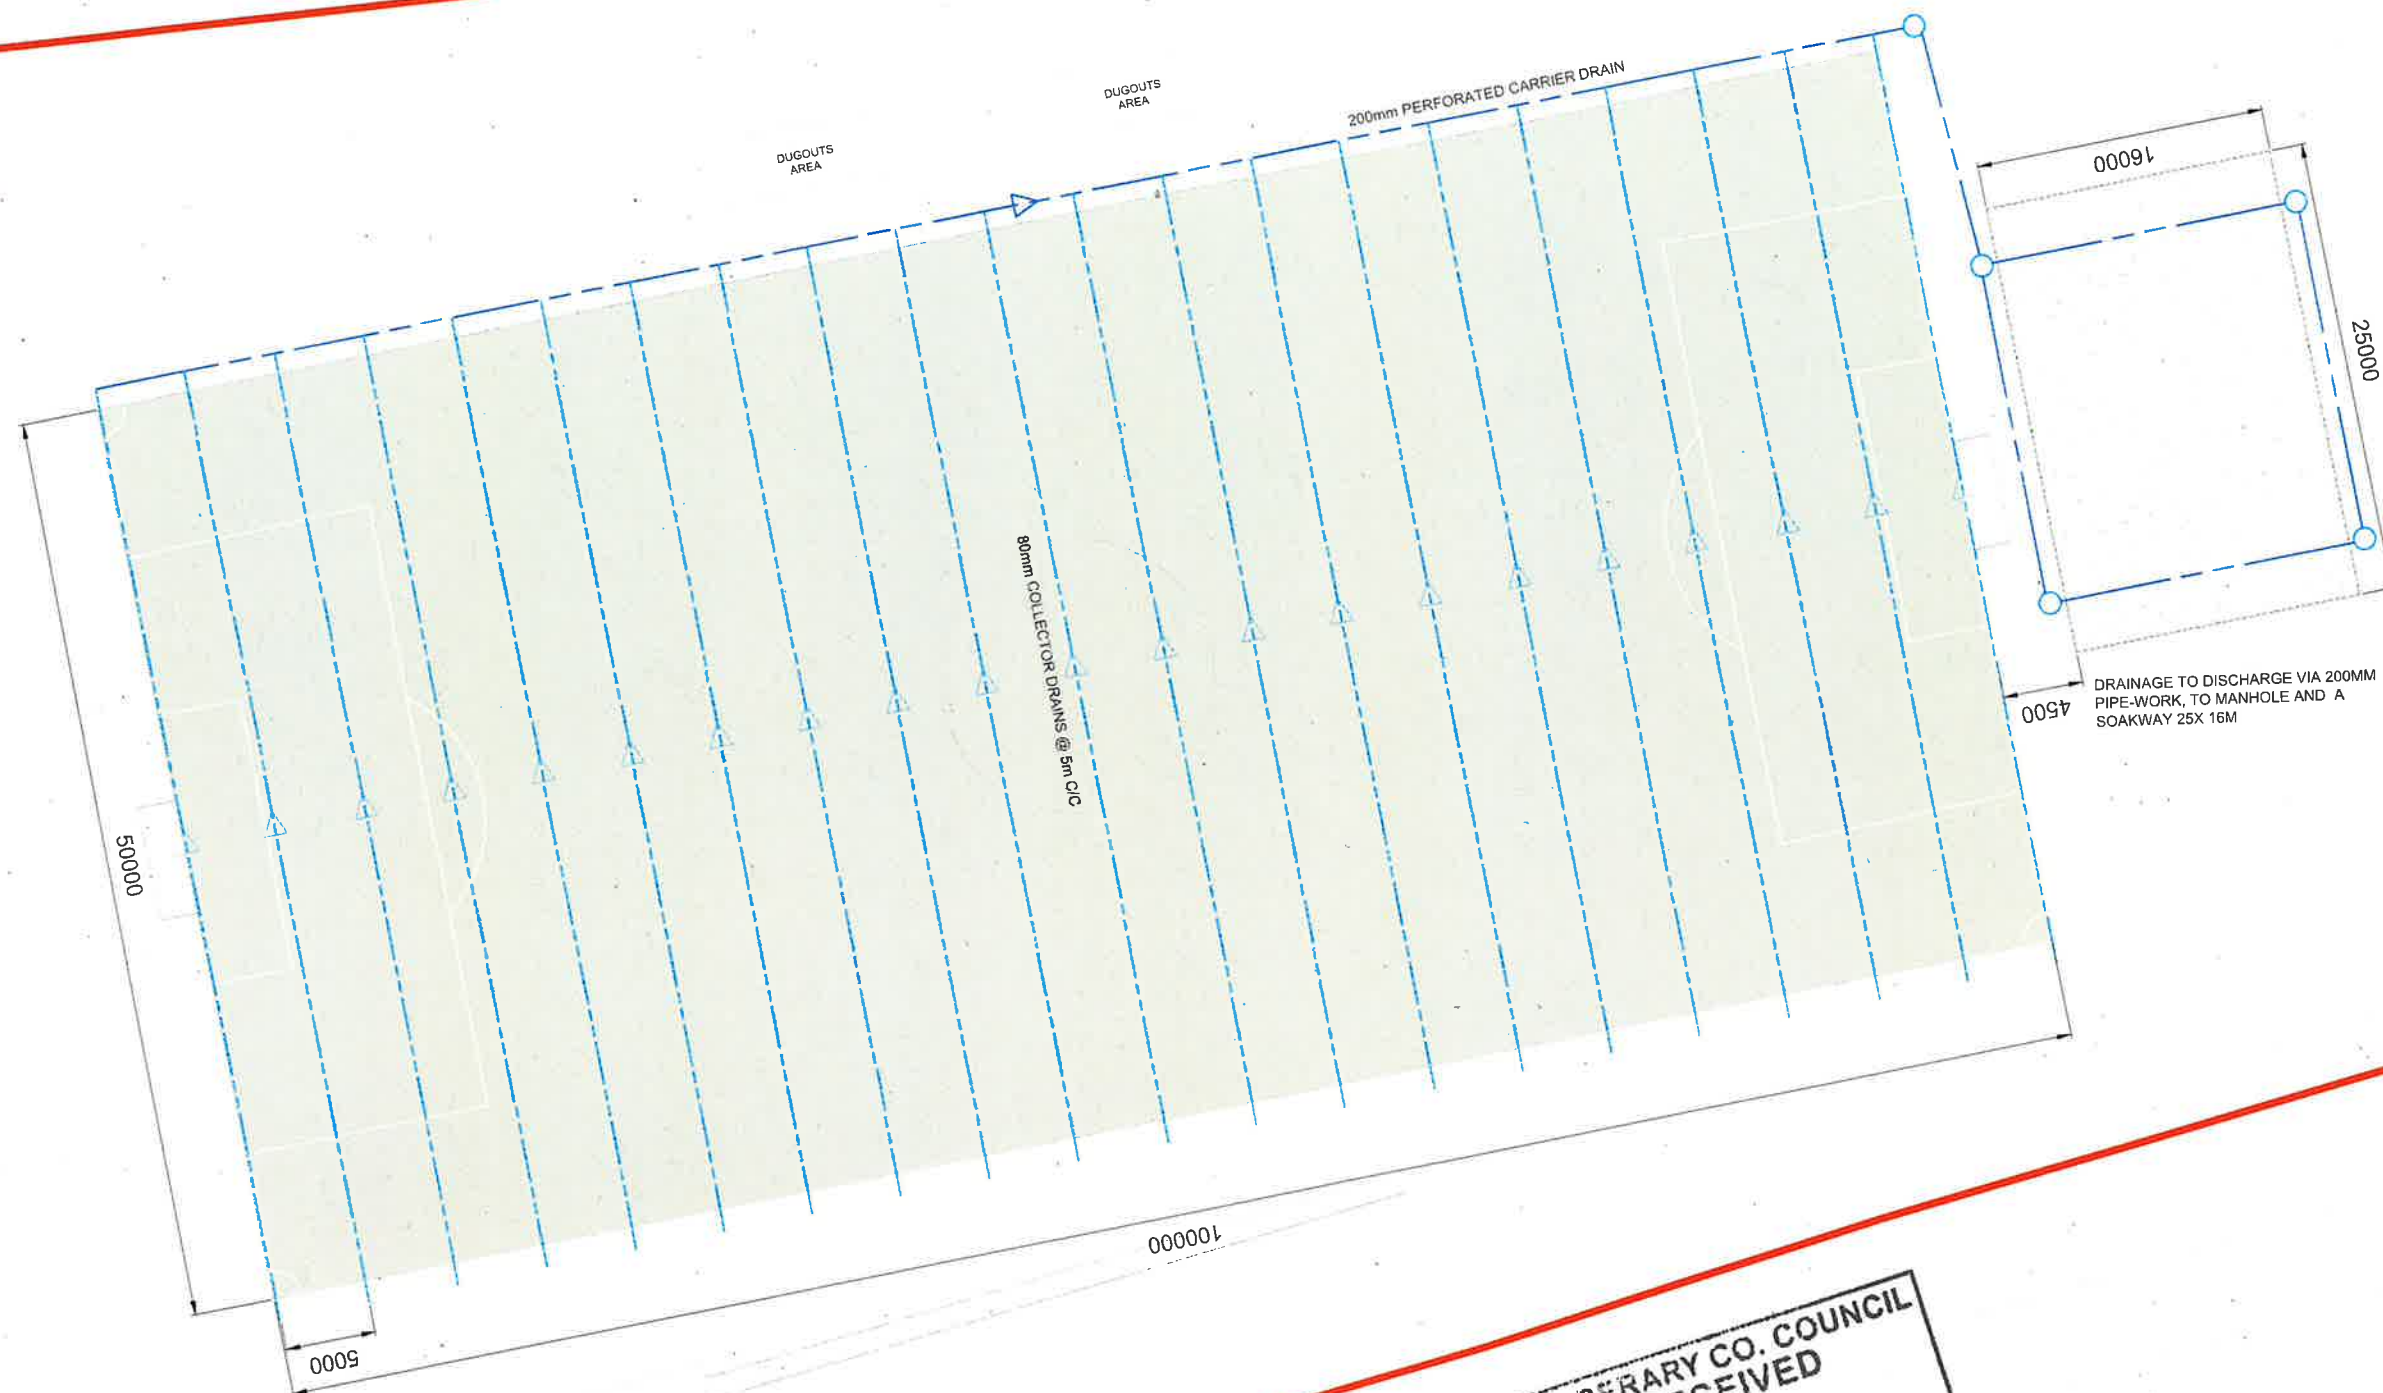 DUGOUTS
AREA
DUGOUTS
AREA
200mm PERFORATED CARRIER DRAIN
16000
25000
80mm COLLECTOR DRAINS @ 5m C/C
50000
4500
DRAINAGE TO DISCHARGE VIA 200MM
PIPE-WORK, TO MANHOLE AND A
SOAKWAY 25X 16M
100000
5000
CO. COUNCIL